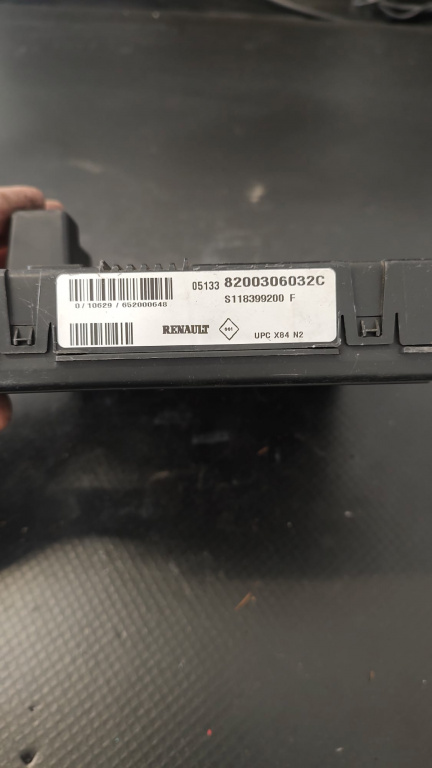 05133 8200306032C
S118399200 F
0/10629/652000648
RENAULT
UPC X84 N2